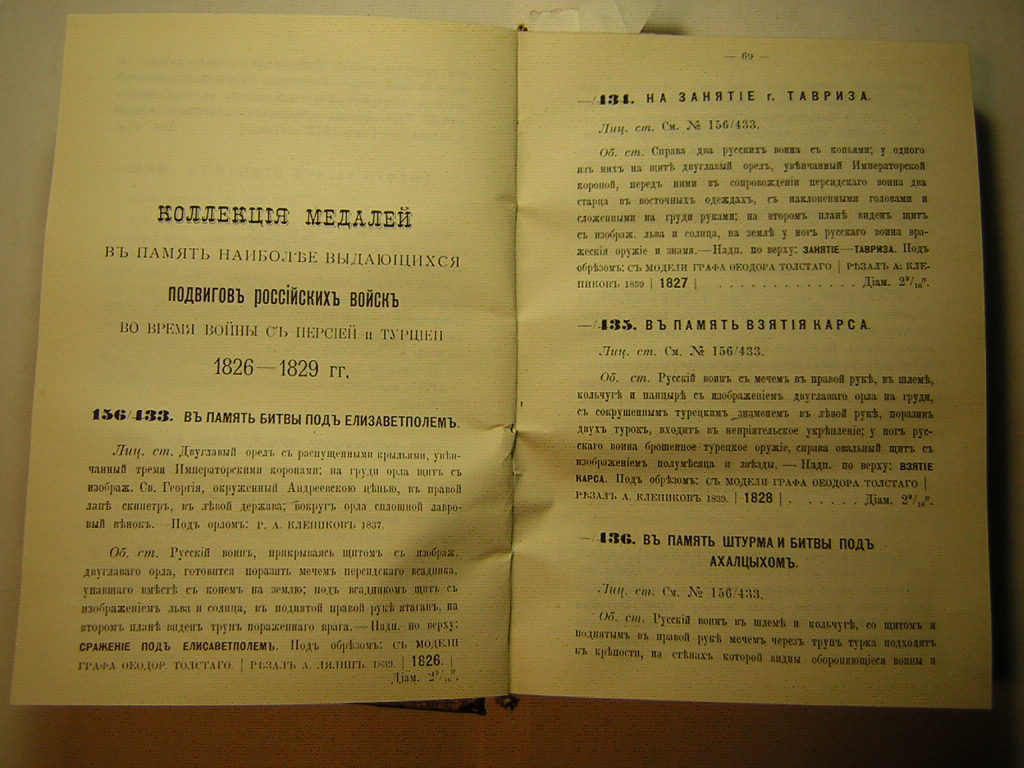 КОЛЛЕКЦІЯ МЕДАЛЕЙ
ВЪ ПАМЯТЬ НАИБОЛѢЕ ВЫДАЮЩИХСЯ
ПОДВИГОВЪ РОССІЙСКИХЪ ВОЙСКЪ
ВО ВРЕМЯ ВОЙНЫ СЪ ПЕРСІЕЙ и ТУРЦІЕЙ
1826—1829 гг.
156/433. ВЪ ПАМЯТЬ БИТВЫ ПОДЪ ЕЛИЗАВЕТПОЛЕМЪ.
Лиц. ст. Двуглавый орелъ съ распущенными крыльями, увѣн-
чанный тремя Императорскими коронами; на груди орла щитъ съ
изображ. Св. Георгія, окруженный Андреевскою цѣпью, въ правой
лапѣ скипетръ, въ лѣвой держава; вокругъ орла сплошной лавро-
вый вѣнокъ. —Подъ орломъ: Р. А. КЛЕПИКОВЪ 1837.
Об. ст. Русскій воинъ, прикрываясь щитомъ съ изображ.
двуглаваго орла, готовится поразить мечемъ персидскаго всадника,
упавшаго вмѣстѣ съ конемъ на землю; подъ всадникомъ щитъ съ
изображеніемъ льва и солнца, въ поднятой правой рукѣ ятаганъ, на
второмъ планѣ виденъ трупъ пораженнаго врага.—Надп. по верху:
СРАЖЕНІЕ ПОДЪ ЕЛИСАВЕТПОЛЕМЪ. Подъ обрѣзомъ: СЪ МОДЕЛИ
ГРАФА ѲЕОДОР. ТОЛСТАГО. | РѢЗАЛЪ А. ЛЯЛИНЪ. 1839. | 1826. |
Діам. 2⁹/₁₆".
— 69 —
—/434. НА ЗАНЯТІЕ г. ТАВРИЗА.
Лиц. ст. См. № 156/433.
Об. ст. Справа два русскихъ воина съ копьями; у одного
изъ нихъ на щитѣ двуглавый орелъ, увѣнчанный Императорской
короной, передъ ними въ сопровожденіи персидскаго воина два
старца въ восточныхъ одеждахъ, съ наклоненными головами и
сложенными на груди руками; на второмъ планѣ виденъ щитъ
съ изображ. льва и солнца, на землѣ у ногъ русскаго воина вра-
жескія оружіе и знамя.—Надп. по верху: ЗАНЯТІЕ—ТАВРИЗА. Подъ
обрѣзомъ: СЪ МОДЕЛИ ГРАФА ѲЕОДОРА ТОЛСТАГО | РѢЗАЛЪ А: КЛЕ-
ПИКОВЪ 1839 | 1827 | . . . . . . . . . . . . . Діам. 2⁹/₁₆".
—/435. ВЪ ПАМЯТЬ ВЗЯТІЯ КАРСА.
Лиц. ст. См. № 156/433.
Об. ст. Русскій воинъ съ мечемъ въ правой рукѣ, въ шлемѣ,
кольчугѣ и панцырѣ съ изображеніемъ двуглаваго орла на груди,
съ сокрушеннымъ турецкимъ знаменемъ въ лѣвой рукѣ, поразивъ
двухъ турокъ, входитъ въ непріятельское укрѣпленіе; у ногъ рус-
скаго воина брошенное турецкое оружіе, справа овальный щитъ съ
изображеніемъ полумѣсяца и звѣзды. — Надп. по верху: ВЗЯТІЕ
КАРСА. Подъ обрѣзомъ: СЪ МОДЕЛИ ГРАФА ѲЕОДОРА ТОЛСТАГО |
РѢЗАЛЪ А. КЛЕПИКОВЪ 1839. | 1828 | . . . . . . . Діам. 2⁹/₁₆".
—/436. ВЪ ПАМЯТЬ ШТУРМА И БИТВЫ ПОДЪ
АХАЛЦЫХОМЪ.
Лиц. ст. См. № 156/433.
Об. ст. Русскій воинъ въ шлемѣ и кольчугѣ, со щитомъ и
поднятымъ въ правой рукѣ мечемъ черезъ трупъ турка подходитъ
къ крѣпости, на стѣнахъ которой видны обороняющіеся воины и